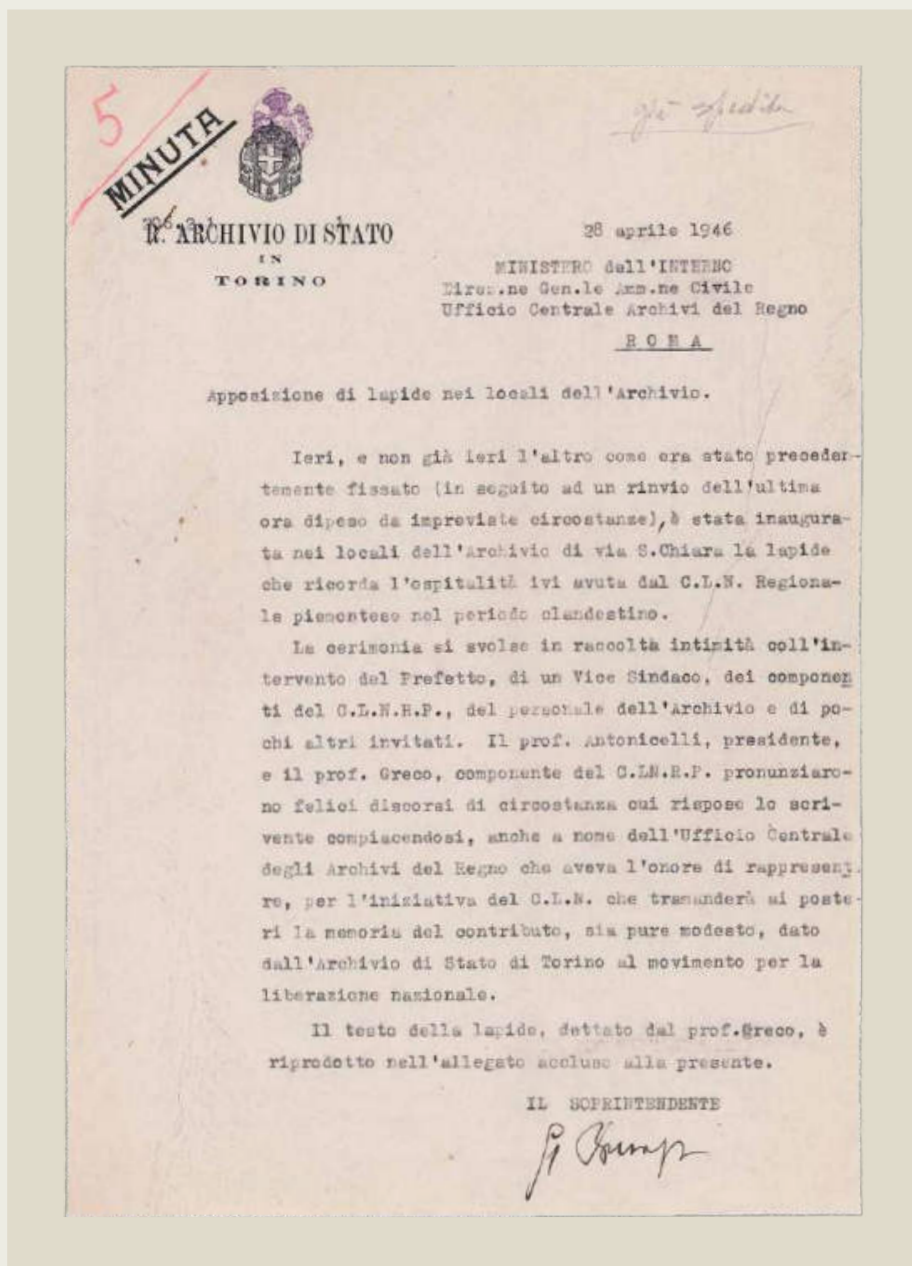 5
già spedita
MINUTA
R. ARCHIVIO DI STATO
IN
TORINO
28 aprile 1946
MINISTERO dell'INTERNO
Direz.ne Gen.le Amm.ne Civile
Ufficio Centrale Archivi del Regno
ROMA
Apposizione di lapide nei locali dell'Archivio.
Ieri, e non già ieri l'altro come era stato preceden-
temente fissato (in seguito ad un rinvio dell'ultima
ora dipeso da impreviste circostanze), è stata inaugura-
ta nei locali dell'Archivio di via S.Chiara la lapide
che ricorda l'ospitalità ivi avuta dal C.L.N. Regiona-
le piemontese nel periodo clandestino.
La cerimonia si svolse in raccolta intimità coll'in-
tervento del Prefetto, di un Vice Sindaco, dei componen
ti del C.L.N.R.P., del personale dell'Archivio e di po-
chi altri invitati. Il prof. Antonicelli, presidente,
e il prof. Greco, componente del C.LN.R.P. pronunziaro-
no felici discorsi di circostanza cui rispose lo scri-
vente compiacendosi, anche a nome dell'Ufficio Centrale
degli Archivi del Regno che aveva l'onore di rappresen
re, per l'iniziativa del C.L.N. che tramanderà ai poste-
ri la memoria del contributo, sia pure modesto, dato
dall'Archivio di Stato di Torino al movimento per la
liberazione nazionale.
Il testo della lapide, dettato dal prof.Greco, è
riprodotto nell'allegato accluso alla presente.
IL SOPRINTENDENTE